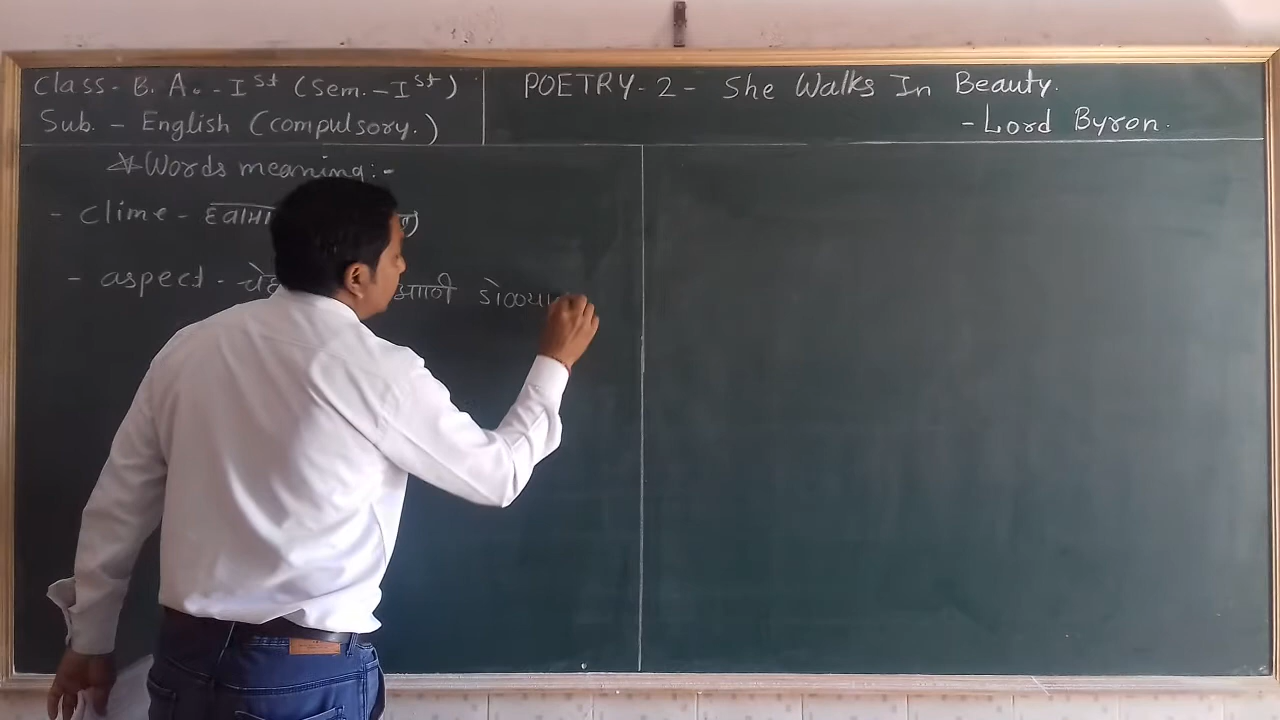 Class - B. A. - Ist (Sem. - Ist)
Sub. - English (compulsory.)
POETRY - 2 - She Walks In Beauty.
- Lord Byron.
Words meaning :-
- clime -
- aspect - आणी